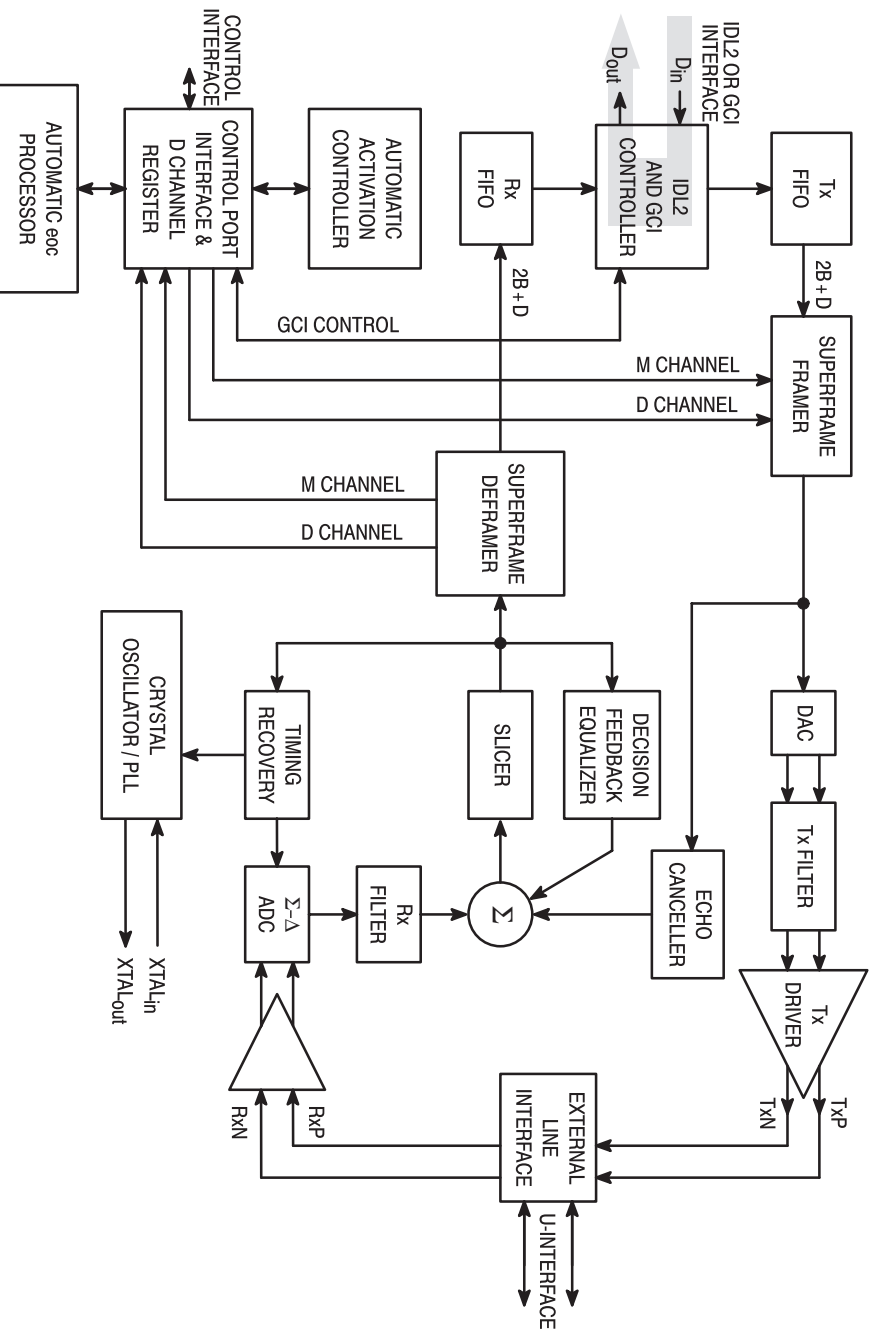 IDL2 OR GCI
INTERFACE
Din
Dout
IDL2
AND GCI
CONTROLLER
Tx
FIFO
2B+D
SUPERFRAME
FRAMER
DAC
Tx FILTER
Tx
DRIVER
TxP
TxN
Rx
FIFO
2B+D
GCI CONTROL
M CHANNEL
D CHANNEL
SUPERFRAME
DEFRAMER
M CHANNEL
D CHANNEL
DECISION
FEEDBACK
EQUALIZER
SLICER
ECHO
CANCELLER
Σ
Rx
FILTER
Σ–Δ
ADC
TIMING
RECOVERY
CRYSTAL
OSCILLATOR / PLL
XTALin
XTALout
RxP
RxN
EXTERNAL
LINE
INTERFACE
U-INTERFACE
AUTOMATIC
ACTIVATION
CONTROLLER
CONTROL
INTERFACE
CONTROL PORT
INTERFACE &
D CHANNEL
REGISTER
AUTOMATIC eoc
PROCESSOR